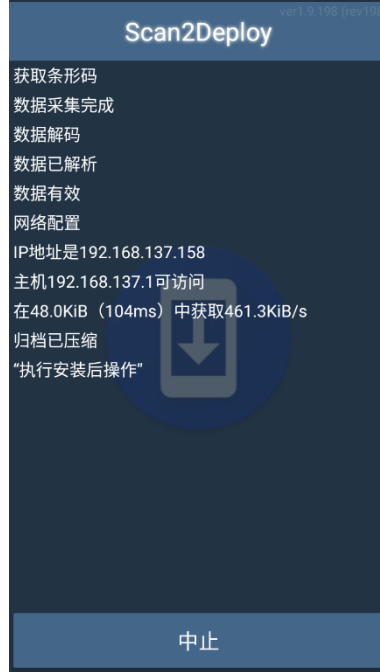 ver1.9.198 (rev198
Scan2Deploy
获取条形码
数据采集完成
数据解码
数据已解析
数据有效
网络配置
IP地址是192.168.137.158
主机192.168.137.1可访问
在48.0KiB（104ms）中获取461.3KiB/s
归档已压缩
“执行安装后操作”
中止